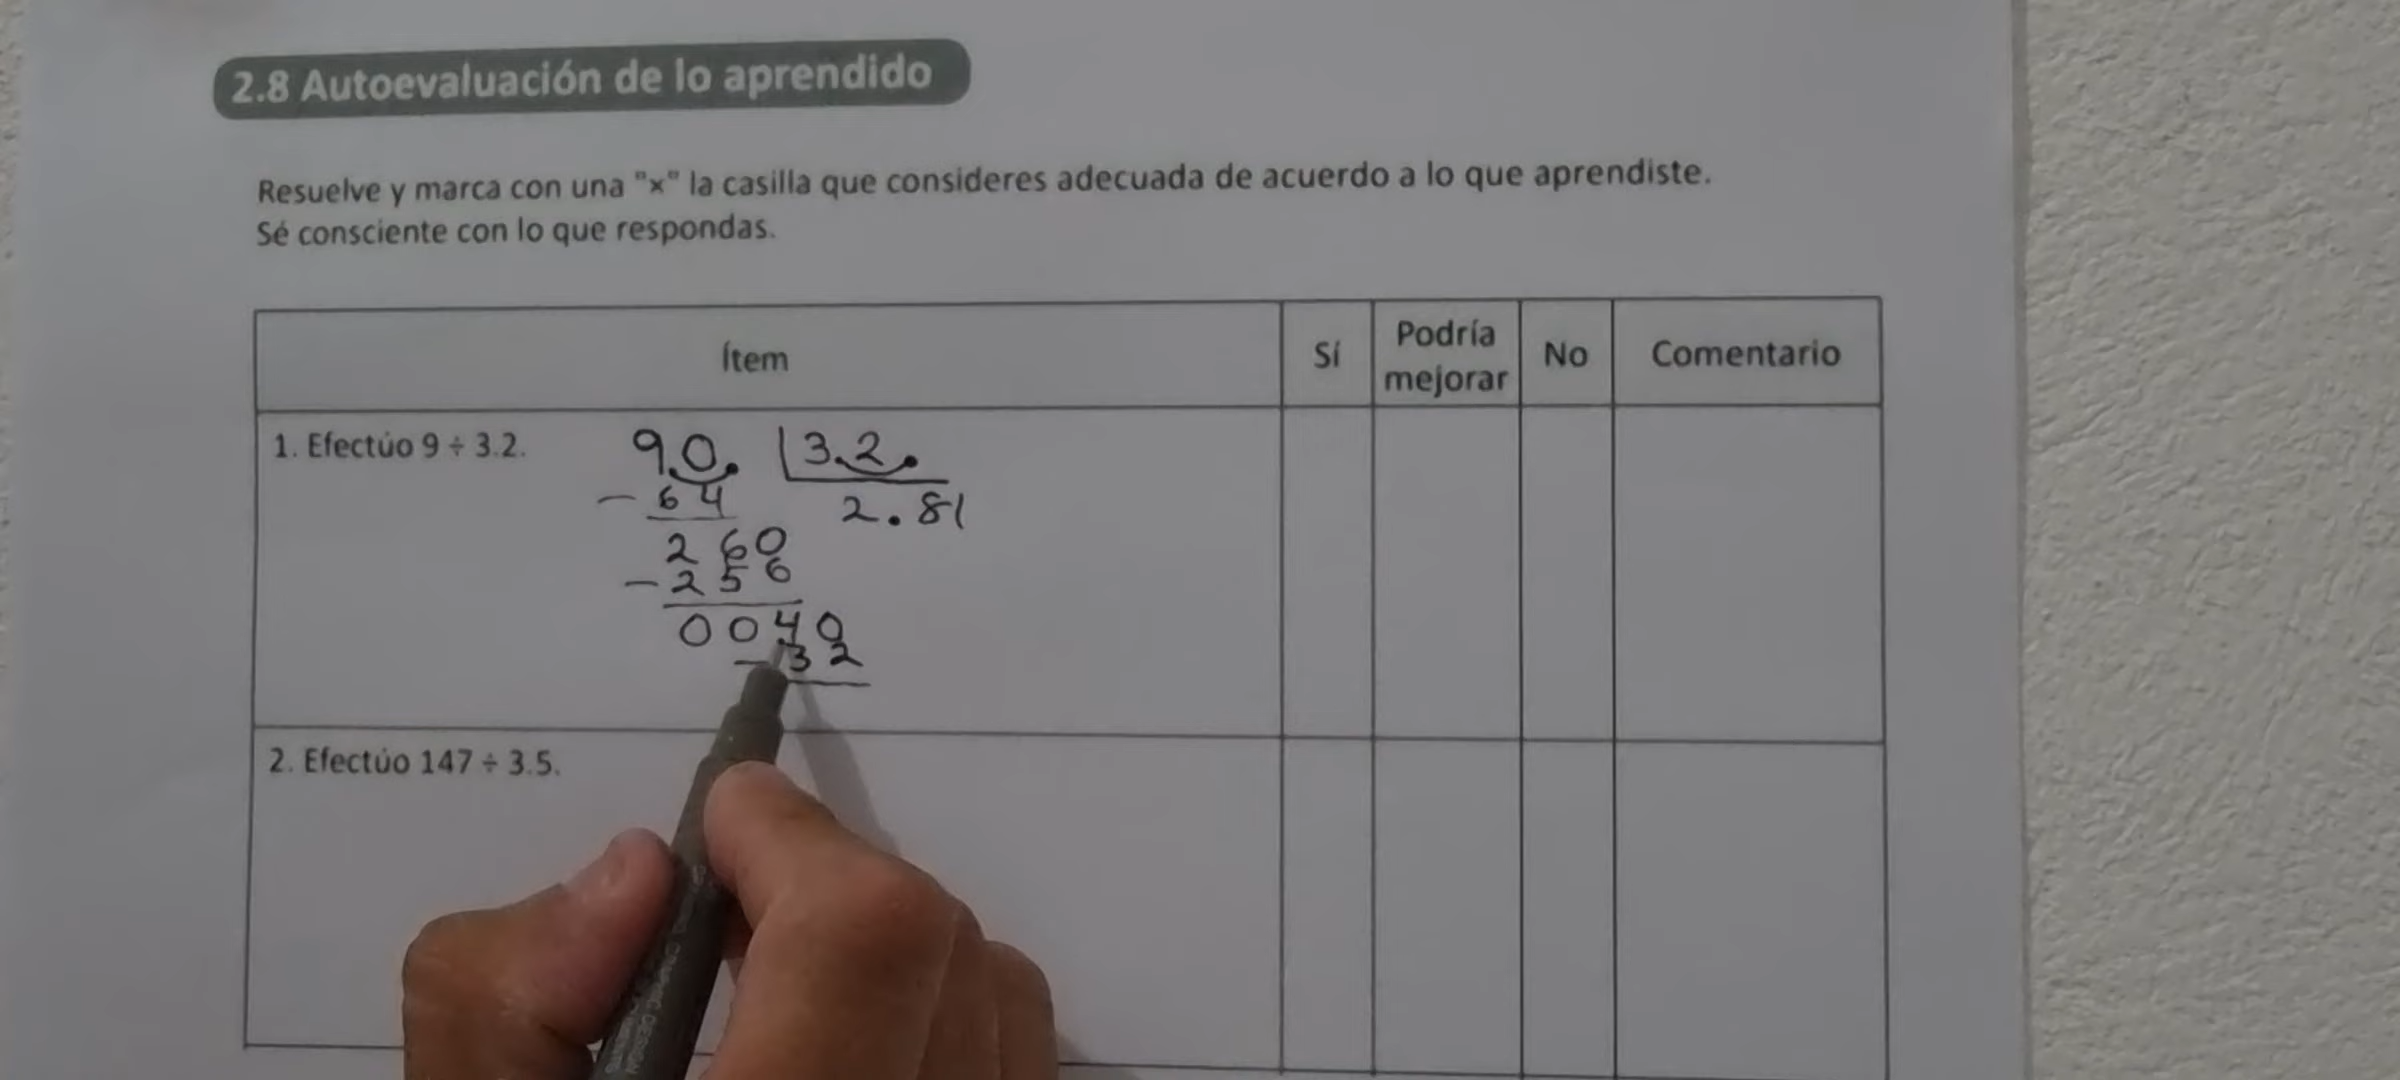 2.8 Autoevaluación de lo aprendido
Resuelve y marca con una "x" la casilla que consideres adecuada de acuerdo a lo que aprendiste.
Sé consciente con lo que respondas.
Ítem
Sí
Podría
mejorar
No
Comentario
1. Efectúo 9 ÷ 3.2.
90. 3.2.
- 64 2.81
260
- 256
0040
- 32
2. Efectúo 147 ÷ 3.5.